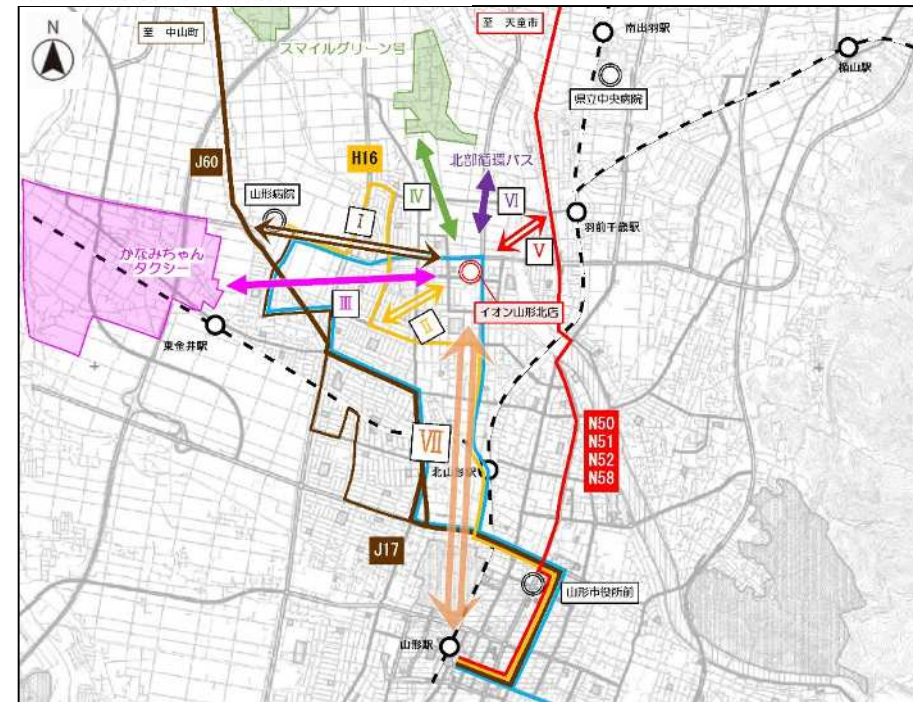 至 天童市
南出羽駅
至 中山町
N
スマイルグリーン号
楯山駅
県立中央病院
J60
H16
北部循環バス
山形病院
Ⅳ
Ⅵ
Ⅰ
羽前千歳駅
Ⅴ
かなみちゃん
タクシー
Ⅲ
イオン山形北店
Ⅱ
東金井駅
N50
N51
N52
N58
Ⅶ
北山形駅
J17
山形市役所前
山形駅